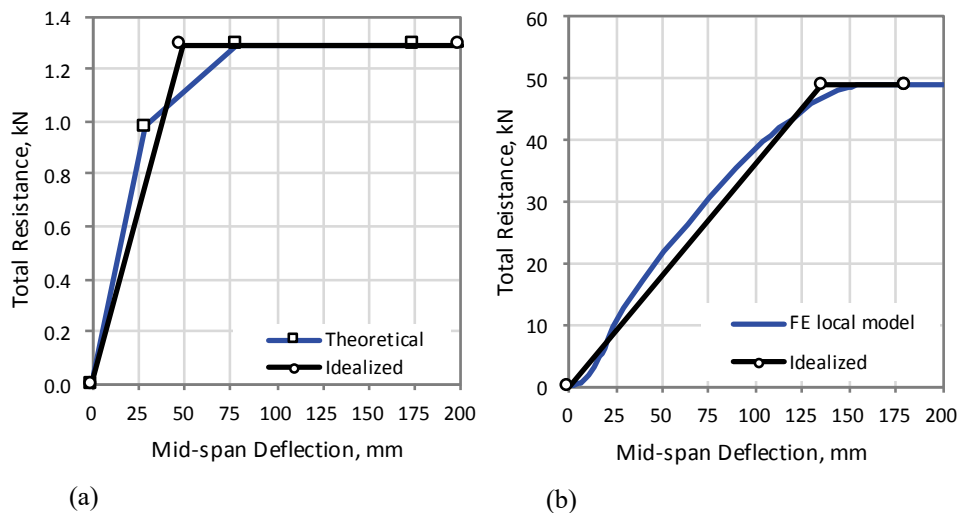 1.4
1.2
1.0
0.8
0.6
0.4
0.2
0.0
Total Resistance, kN
Theoretical
Idealized
0 25 50 75 100 125 150 175 200
Mid-span Deflection, mm
(a)
60
50
40
30
20
10
0
Total Reistance, kN
FE local model
Idealized
0 25 50 75 100 125 150 175 200
Mid-span Deflection, mm
(b)